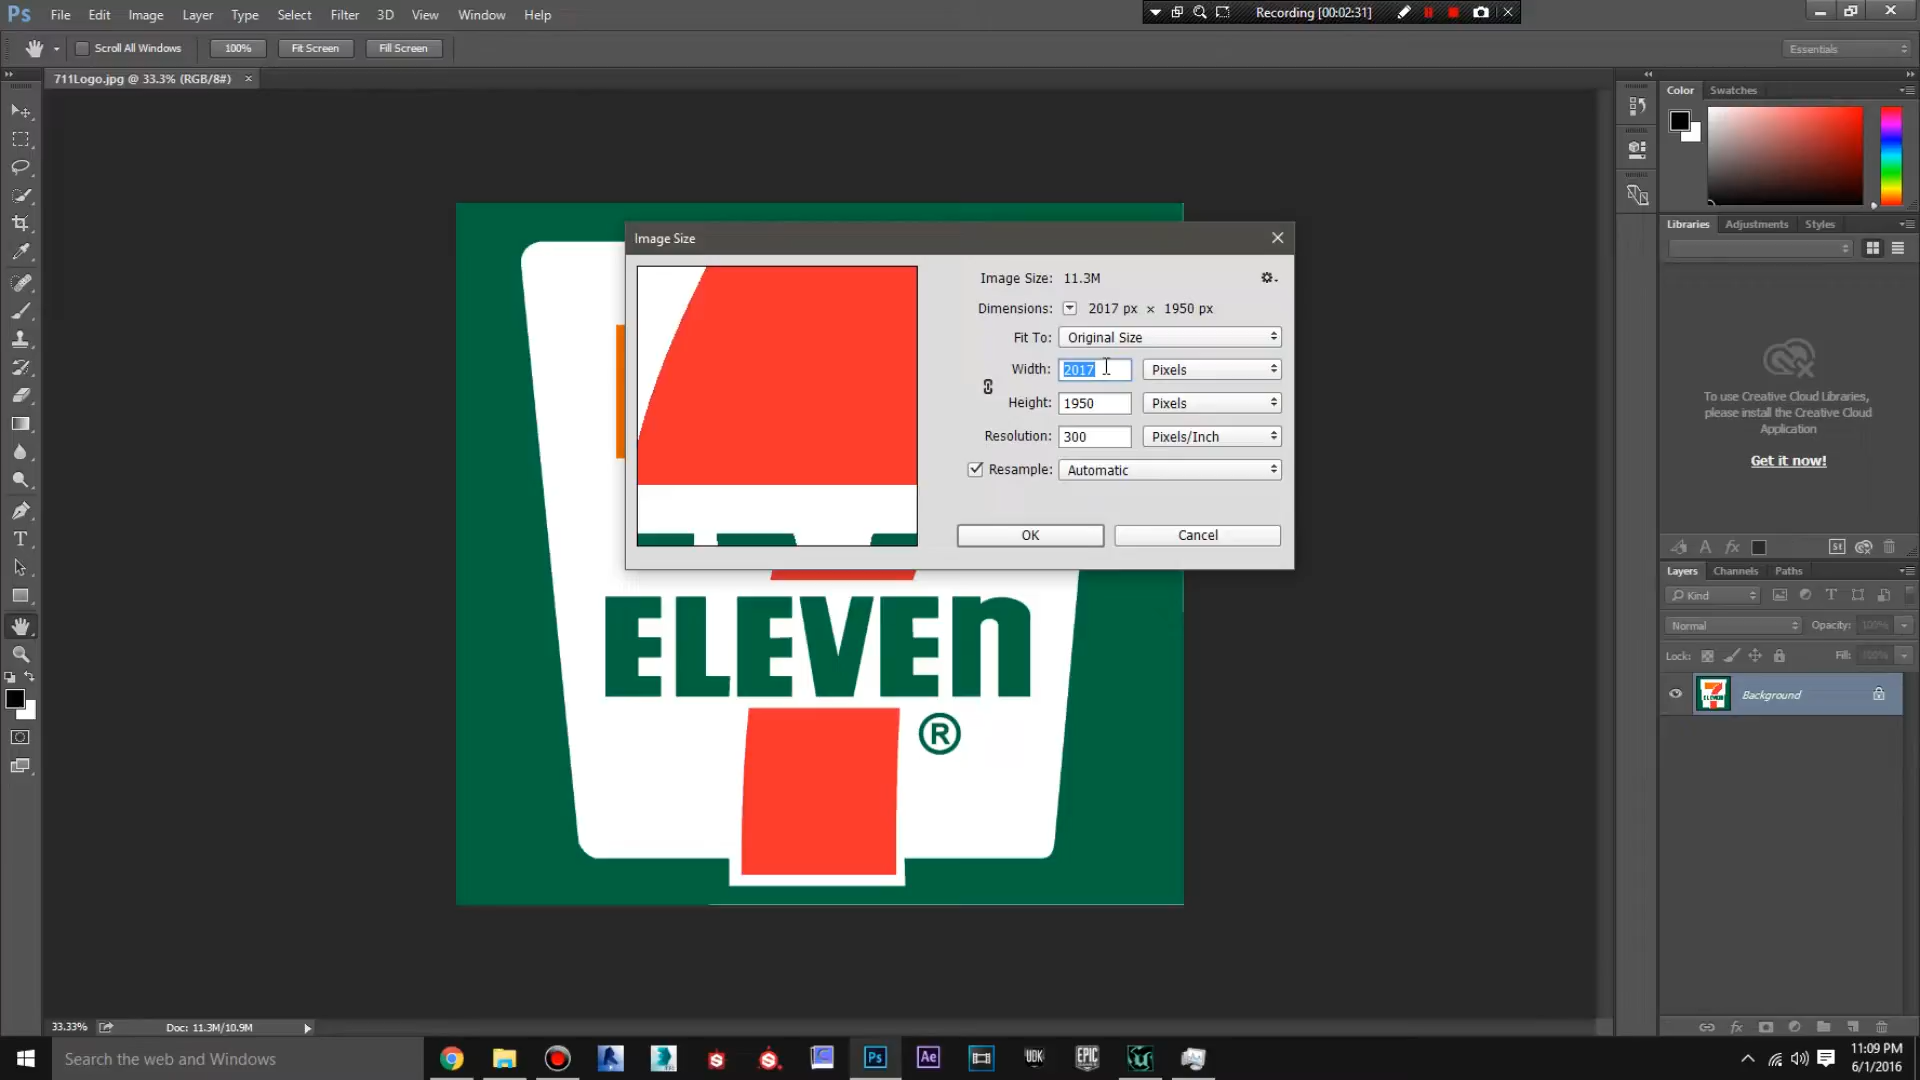 Ps File Edit Image Layer Type Select Filter 3D View Window Help
Recording [00:02:31]
Scroll All Windows 100% Fit Screen Fill Screen
Essentials
711Logo.jpg @ 33.3% (RGB/8#) ×
Color Swatches
Image Size
Image Size: 11.3M
Dimensions: 2017 px × 1950 px
Fit To: Original Size
Width: 2017 Pixels
Height: 1950 Pixels
Resolution: 300 Pixels/Inch
Resample: Automatic
OK Cancel
ELEVEn
®
Libraries Adjustments Styles
To use Creative Cloud Libraries,
please install the Creative Cloud
Application
Get it now!
Layers Channels Paths
Kind
Normal Opacity: 100%
Lock: Fill: 100%
Background
33.33% Doc: 11.3M/10.9M
Search the web and Windows
Ps Ae UDK EPIC GAMES
11:09 PM
6/1/2016